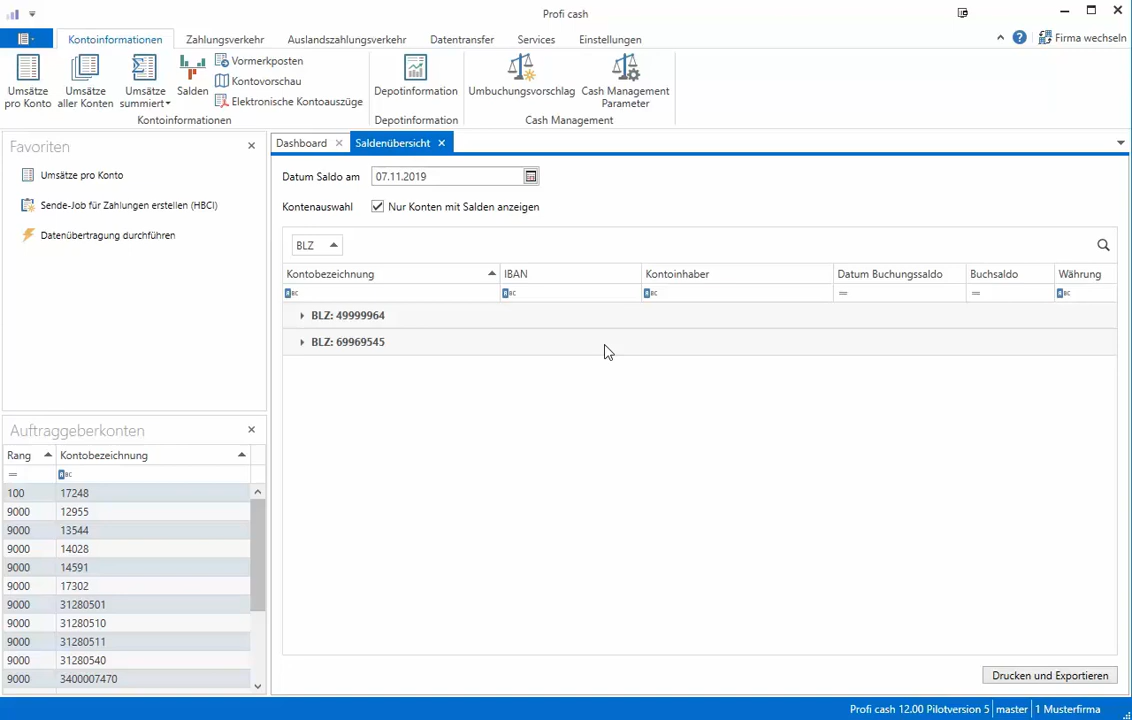 Profi cash
Kontoinformationen
Zahlungsverkehr
Auslandszahlungsverkehr
Datentransfer
Services
Einstellungen
Firma wechseln
Umsätze pro Konto
Umsätze aller Konten
Umsätze summiert
Salden
Vormerkposten
Kontovorschau
Elektronische Kontoauszüge
Kontoinformationen
Depotinformation
Depotinformation
Umbuchungsvorschlag
Cash Management Parameter
Cash Management
Favoriten
Umsätze pro Konto
Sende-Job für Zahlungen erstellen (HBCI)
Datenübertragung durchführen
Auftraggeberkonten
Rang Kontobezeichnung
= ABC
100 17248
9000 12955
9000 13544
9000 14028
9000 14591
9000 17302
9000 31280501
9000 31280510
9000 31280511
9000 31280540
9000 3400007470
Dashboard
Saldenübersicht
Datum Saldo am 07.11.2019
Kontenauswahl Nur Konten mit Salden anzeigen
BLZ
Kontobezeichnung IBAN Kontoinhaber Datum Buchungssaldo Buchsaldo Währung
ABC ABC ABC = = ABC
BLZ: 49999964
BLZ: 69969545
Drucken und Exportieren
Profi cash 12.00 Pilotversion 5 master 1 Musterfirma